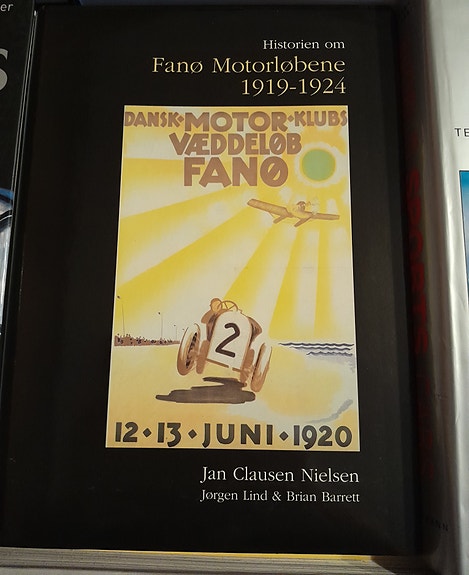 Historien om
Fanø Motorløbene
1919-1924
DANSK·MOTOR·KLUBS
VÆDDELØB
FANØ
2
12·13·JUNI·1920
Jan Clausen Nielsen
Jørgen Lind & Brian Barrett